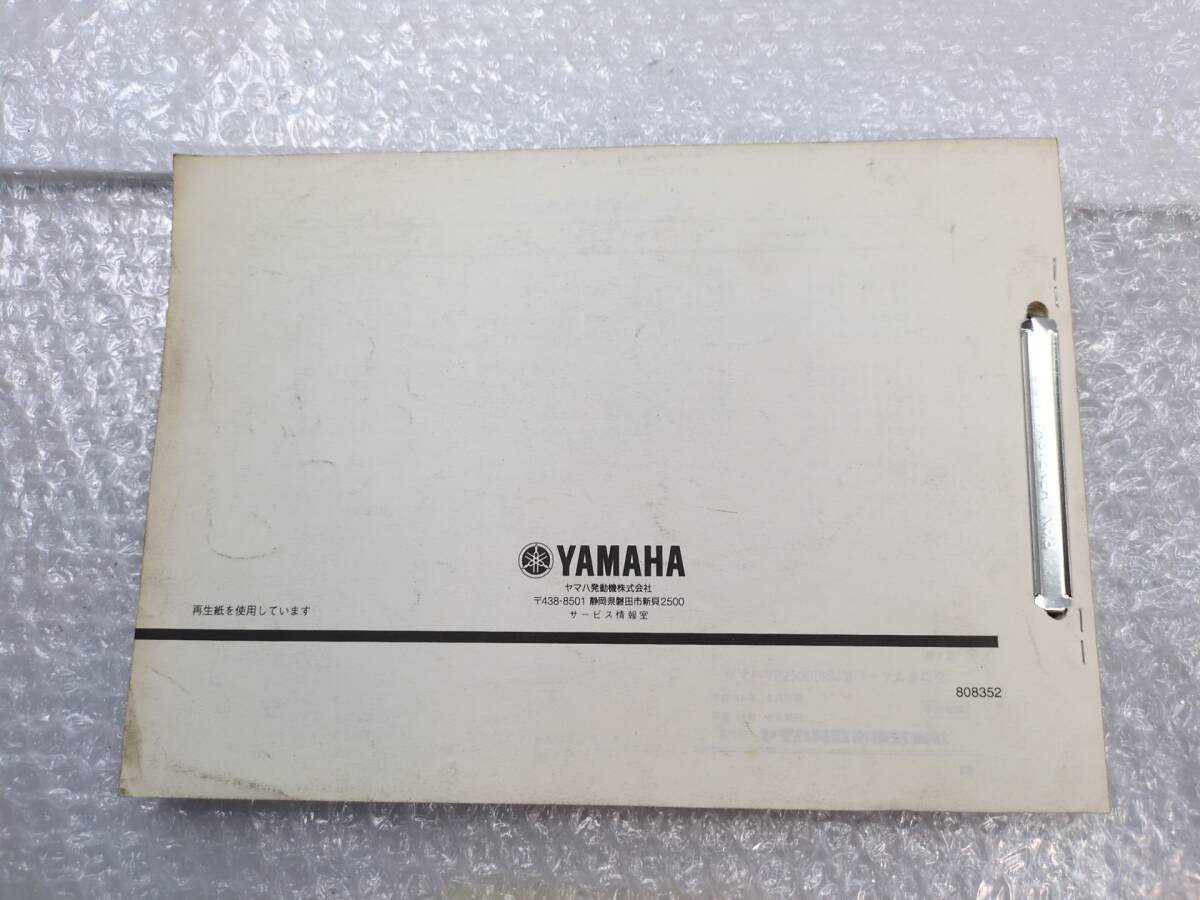 YAMAHA
ヤマハ発動機株式会社
〒438-8501 静岡県磐田市新貝2500
サービス情報室
再生紙を使用しています
808352